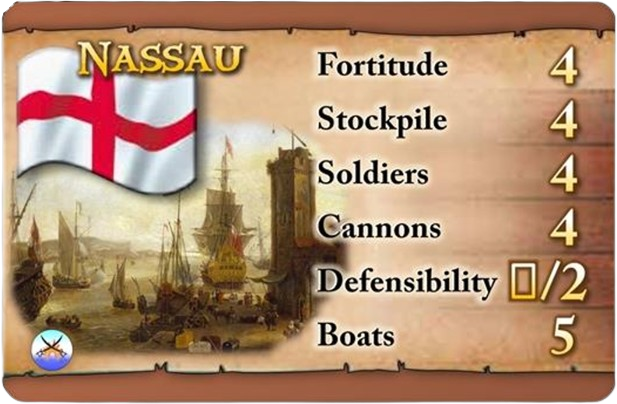 Nassau
Fortitude 4
Stockpile 4
Soldiers 4
Cannons 4
Defensibility ▯/2
Boats 5